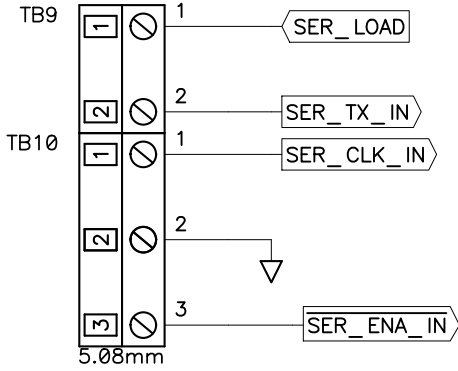 TB9
1 1 SER_LOAD
2 2 SER_TX_IN
TB10
1 1 SER_CLK_IN
2 2
3 3 SER_ENA_IN
5.08mm